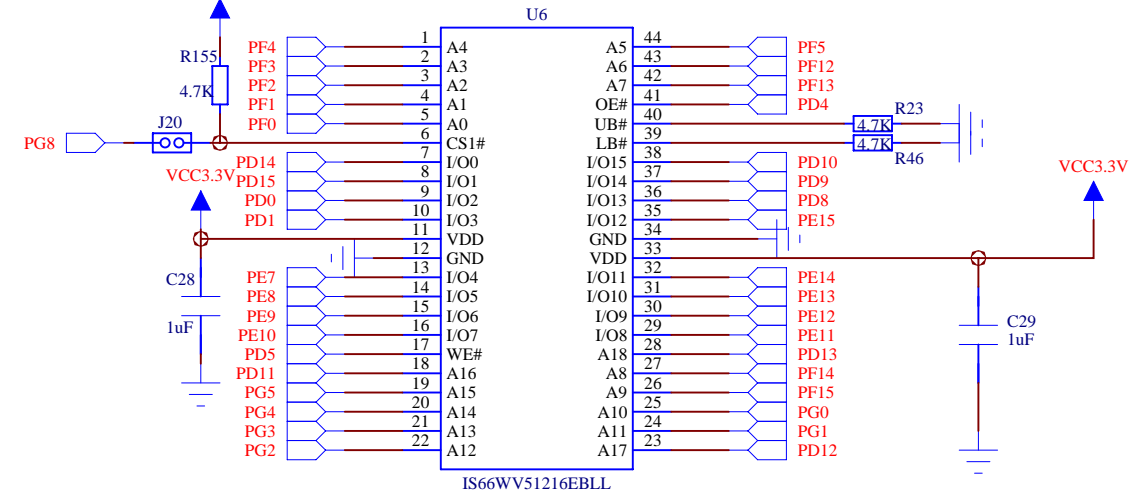 U6
PF4 1 A4 A5 44 PF5
R155 PF3 2 A3 A6 43 PF12
PF2 3 A2 A7 42 PF13
4.7K PF1 4 A1 OE# 41 PD4
PF0 5 A0 UB# 40 4.7K R23
PG8 J20 6 CS1# LB# 39 4.7K R46
PD14 7 I/O0 I/O15 38 PD10
VCC3.3V PD15 8 I/O1 I/O14 37 PD9 VCC3.3V
PD0 9 I/O2 I/O13 36 PD8
PD1 10 I/O3 I/O12 35 PE15
11 VDD GND 34
12 GND VDD 33
C28 PE7 13 I/O4 I/O11 32 PE14
PE8 14 I/O5 I/O10 31 PE13
1uF PE9 15 I/O6 I/O9 30 PE12 C29
PE10 16 I/O7 I/O8 29 PE11 1uF
PD5 17 WE# A18 28 PD13
PD11 18 A16 A8 27 PF14
PG5 19 A15 A9 26 PF15
PG4 20 A14 A10 25 PG0
PG3 21 A13 A11 24 PG1
PG2 22 A12 A17 23 PD12
IS66WV51216EBLL